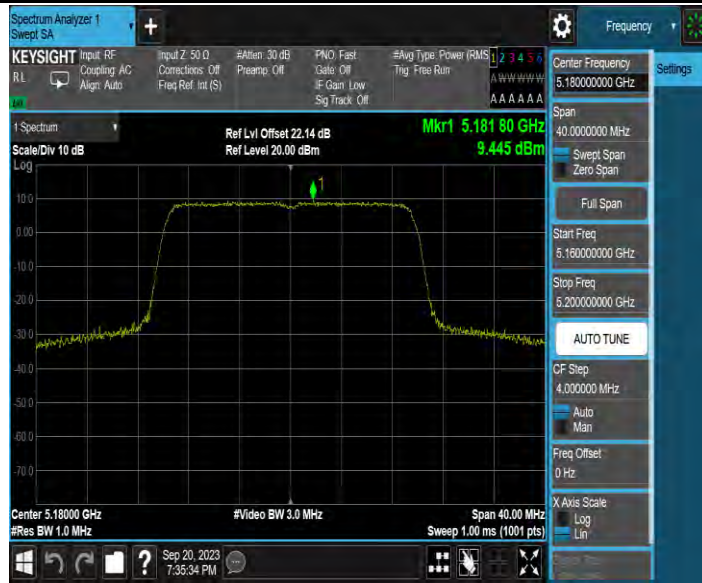 Spectrum Analyzer 1
Swept SA
+
Frequency
KEYSIGHT
RL
Input: RF
Coupling: AC
Align: Auto
Input Z: 50 Ω
Corrections: Off
Freq Ref: Int (S)
#Atten: 30 dB
Preamp: Off
PNO: Fast
Gate: Off
IF Gain: Low
Sig Track: Off
#Avg Type: Power (RMS)
Trig: Free Run
1 2 3 4 5 6
A W W W W W
A A A A A A
1 Spectrum
Scale/Div 10 dB
Ref Lvl Offset 22.14 dB
Ref Level 20.00 dBm
Mkr1 5.181 80 GHz
9.445 dBm
Log
1
10.0
0.00
-10.0
-20.0
-30.0
-40.0
-50.0
-60.0
-70.0
Center 5.18000 GHz
#Res BW 1.0 MHz
#Video BW 3.0 MHz
Span 40.00 MHz
Sweep 1.00 ms (1001 pts)
Center Frequency
5.180000000 GHz
Settings
Span
40.0000000 MHz
Swept Span
Zero Span
Full Span
Start Freq
5.160000000 GHz
Stop Freq
5.200000000 GHz
AUTO TUNE
CF Step
4.000000 MHz
Auto
Man
Freq Offset
0 Hz
X Axis Scale
Log
Lin
?
Sep 20, 2023
7:35:34 PM